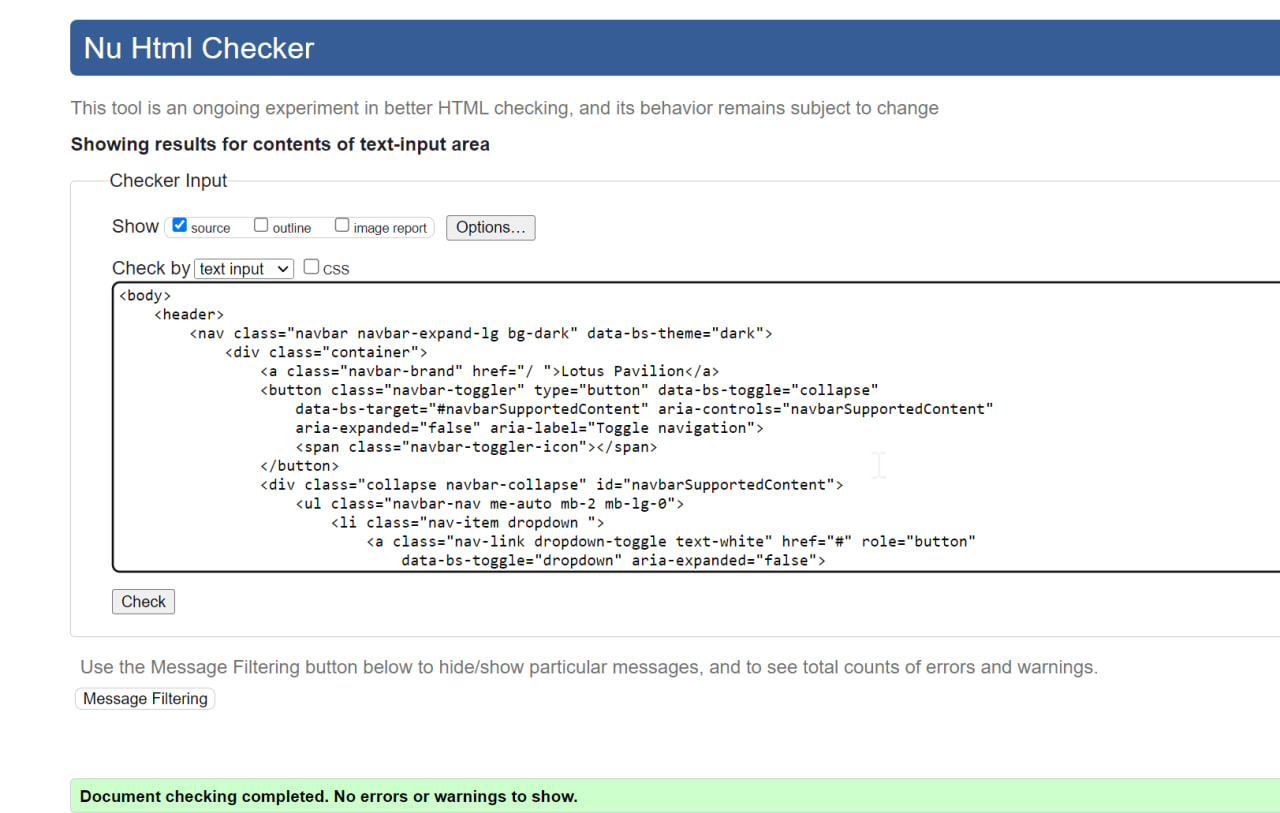 Nu Html Checker
This tool is an ongoing experiment in better HTML checking, and its behavior remains subject to change
Showing results for contents of text-input area
Checker Input
Show source outline image report Options...
Check by text input CSS
<body>
    <header>
        <nav class="navbar navbar-expand-lg bg-dark" data-bs-theme="dark">
            <div class="container">
                <a class="navbar-brand" href="/ ">Lotus Pavilion</a>
                <button class="navbar-toggler" type="button" data-bs-toggle="collapse"
                    data-bs-target="#navbarSupportedContent" aria-controls="navbarSupportedContent"
                    aria-expanded="false" aria-label="Toggle navigation">
                    <span class="navbar-toggler-icon"></span>
                </button>
                <div class="collapse navbar-collapse" id="navbarSupportedContent">
                    <ul class="navbar-nav me-auto mb-2 mb-lg-0">
                        <li class="nav-item dropdown ">
                            <a class="nav-link dropdown-toggle text-white" href="#" role="button"
                                data-bs-toggle="dropdown" aria-expanded="false">
Check
Use the Message Filtering button below to hide/show particular messages, and to see total counts of errors and warnings.
Message Filtering
Document checking completed. No errors or warnings to show.